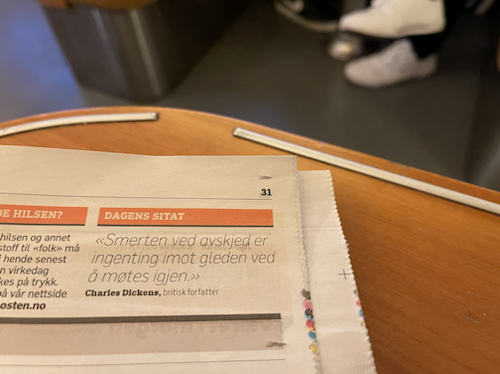 31
DE HILSEN?
hilsen og annet
stoff til «folk» må
i hende senest
n virkedag
kes på trykk.
på vår nettside
osten.no
DAGENS SITAT
«Smerten ved avskjed er
ingenting imot gleden ved
å møtes igjen.»
Charles Dickens, britisk forfatter